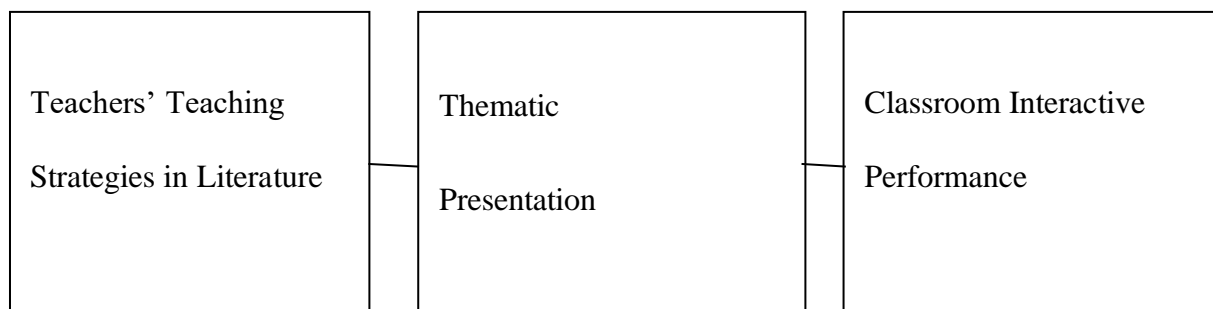 Teachers’ Teaching
Strategies in Literature
Thematic
Presentation
Classroom Interactive
Performance